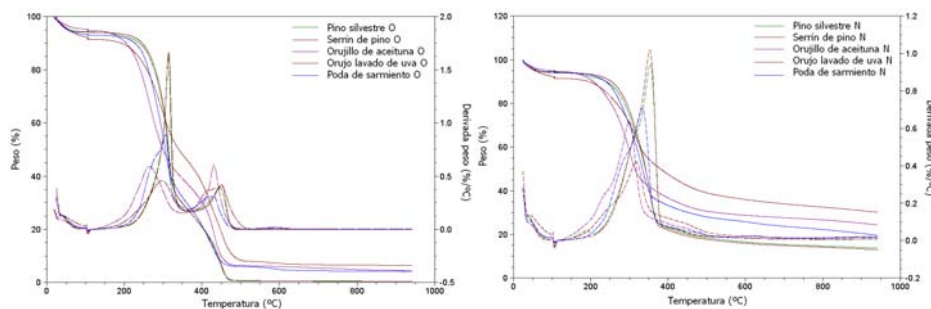 100
80
60
40
20
0
Peso (%)
2.0
1.5
1.0
0.5
0.0
-0.5
Derivada peso (%/ºC)
Pino silvestre O
Serrín de pino O
Orujillo de aceituna O
Orujo lavado de uva O
Poda de sarmiento O
0
200
400
600
800
1000
Temperatura (ºC)
120
100
80
60
40
20
0
Peso (%)
1.2
1.0
0.8
0.6
0.4
0.2
0.0
-0.2
Derivada peso (%/ºC)
Pino silvestre N
Serrín de pino N
Orujillo de aceituna N
Orujo lavado de uva N
Poda de sarmiento N
0
200
400
600
800
1000
Temperatura (ºC)